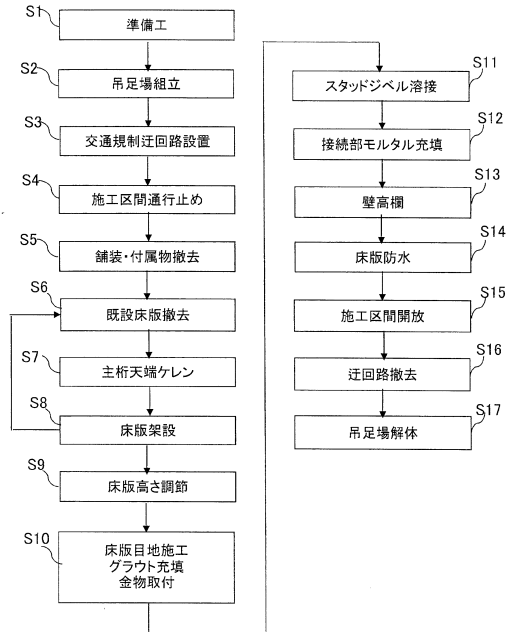 S1
準備工
S2
吊足場組立
S3
交通規制迂回路設置
S4
施工区間通行止め
S5
舗装・付属物撤去
S6
既設床版撤去
S7
主桁天端ケレン
S8
床版架設
S9
床版高さ調節
S10
床版目地施工
グラウト充填
金物取付
S11
スタッドジベル溶接
S12
接続部モルタル充填
S13
壁高欄
S14
床版防水
S15
施工区間開放
S16
迂回路撤去
S17
吊足場解体